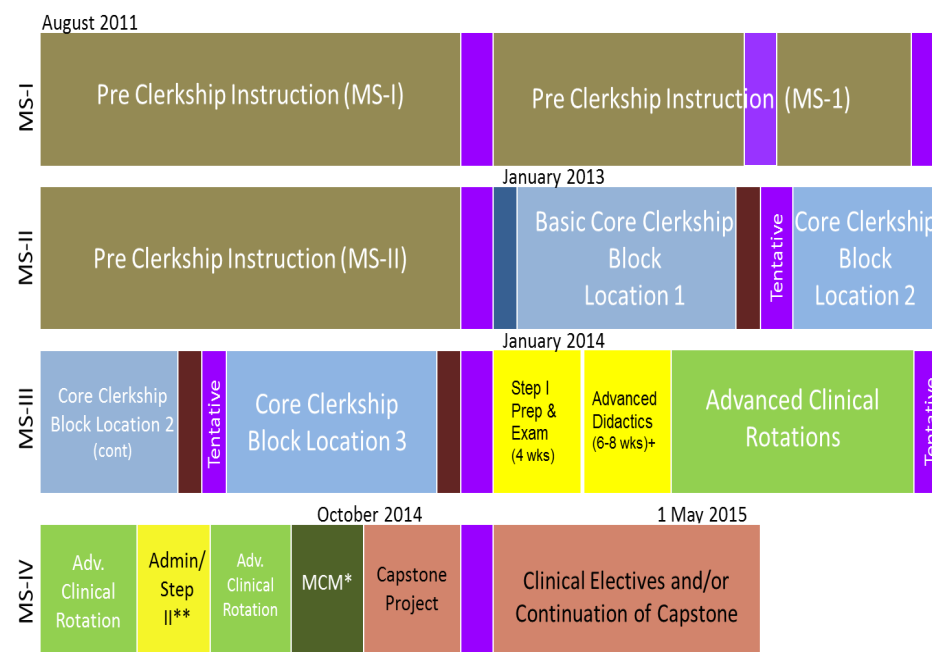 August 2011
MS-I
Pre Clerkship Instruction (MS-I)
Pre Clerkship Instruction (MS-1)
January 2013
MS-II
Pre Clerkship Instruction (MS-II)
Basic Core Clerkship
Block
Location 1
Tentative
Core Clerkship
Block
Location 2
January 2014
MS-III
Core Clerkship
Block Location 2
(cont)
Tentative
Core Clerkship
Block Location 3
Step I
Prep &
Exam
(4 wks)
Advanced
Didactics
(6-8 wks)+
Advanced Clinical
Rotations
Tentative
October 2014
1 May 2015
MS-IV
Adv.
Clinical
Rotation
Admin/
Step
II**
Adv.
Clinical
Rotation
MCM*
Capstone
Project
Clinical Electives and/or
Continuation of Capstone